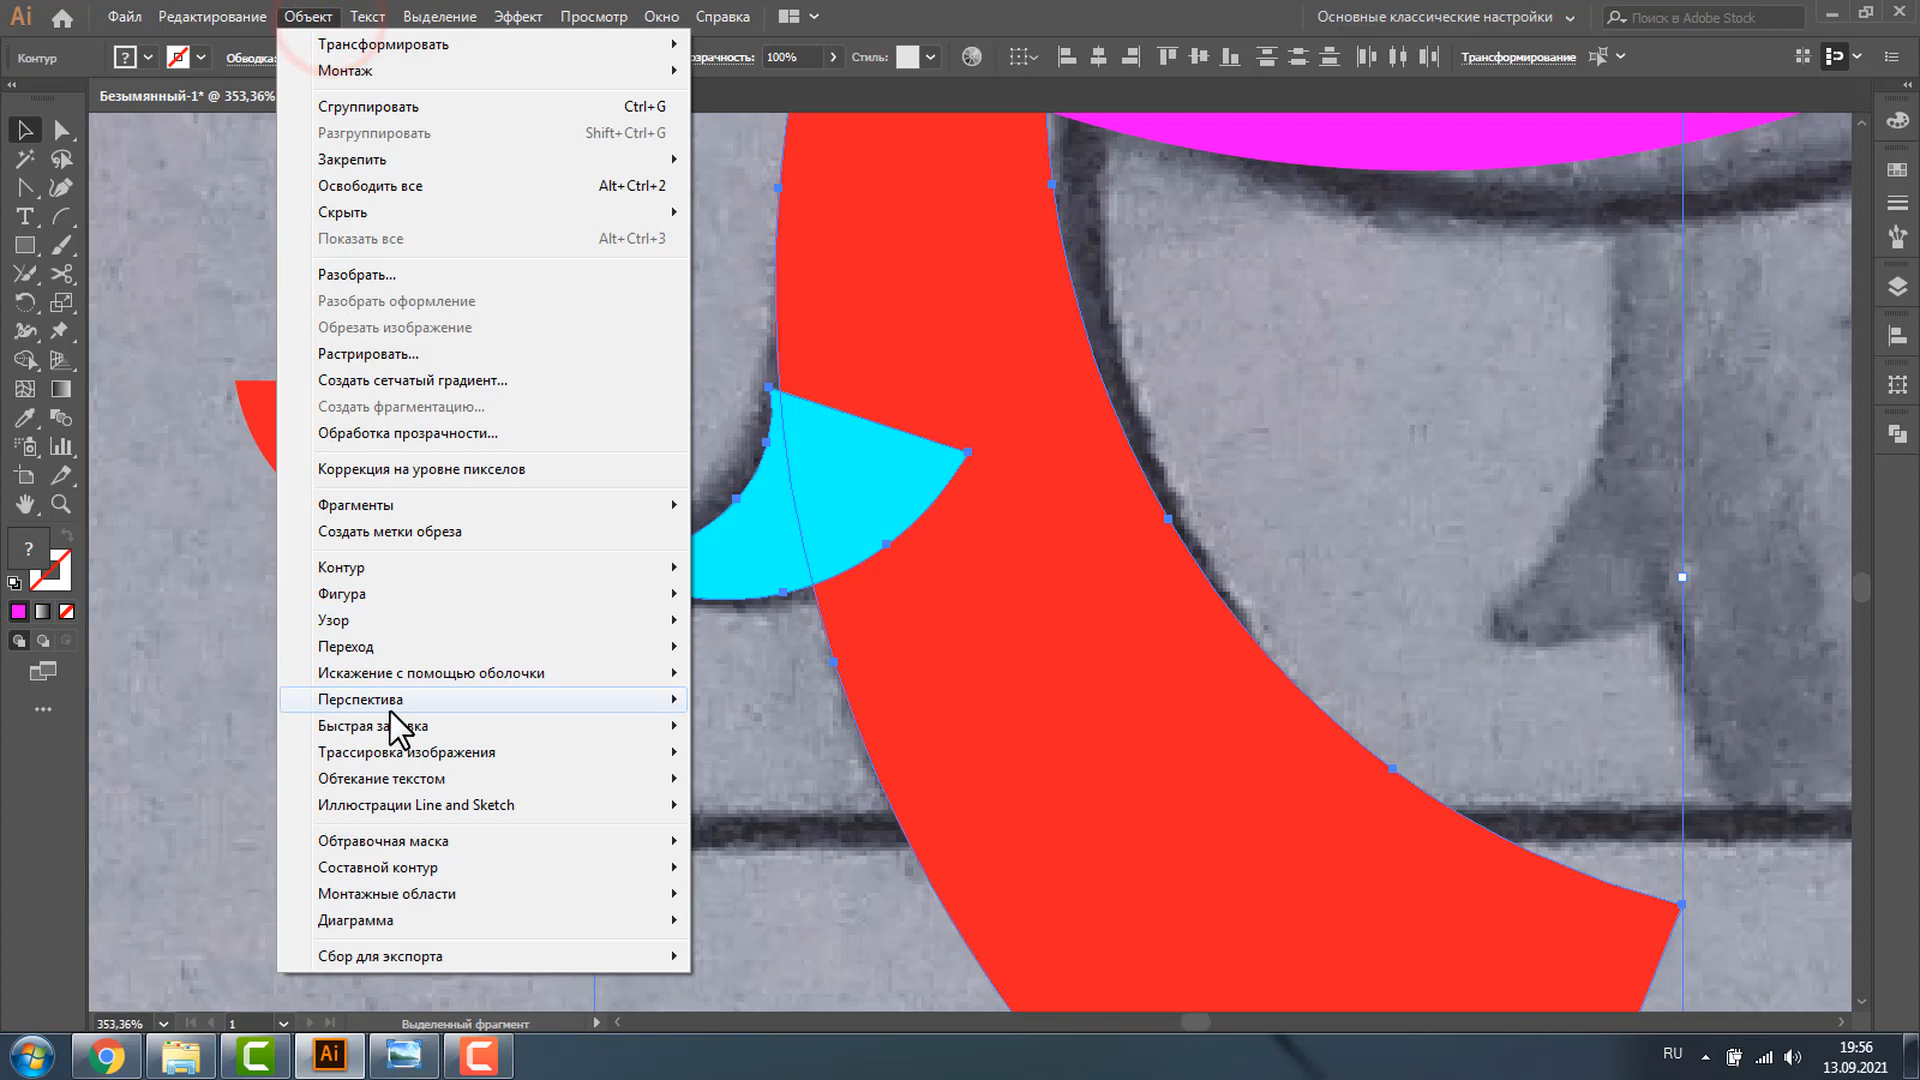 Ai Файл Редактирование Объект Текст Выделение Эффект Просмотр Окно Справка Основные классические настройки Поиск в Adobe Stock
Контур ? Обводка: зрачность: 100% Стиль: Трансформирование
Безымянный-1* @ 353,36%
Трансформировать
Монтаж
Сгруппировать Ctrl+G
Разгруппировать Shift+Ctrl+G
Закрепить
Освободить все Alt+Ctrl+2
Скрыть
Показать все Alt+Ctrl+3
Разобрать...
Разобрать оформление
Обрезать изображение
Растрировать...
Создать сетчатый градиент...
Создать фрагментацию...
Обработка прозрачности...
Коррекция на уровне пикселов
Фрагменты
Создать метки обреза
?
Контур
Фигура
Узор
Переход
Искажение с помощью оболочки
Перспектива
Быстрая за вка
Трассировка изображения
Обтекание текстом
Иллюстрации Line and Sketch
Обтравочная маска
Составной контур
Монтажные области
Диаграмма
Сбор для экспорта
353,36% 1 Выделенный фрагмент
Ai RU 19:56
13.09.2021